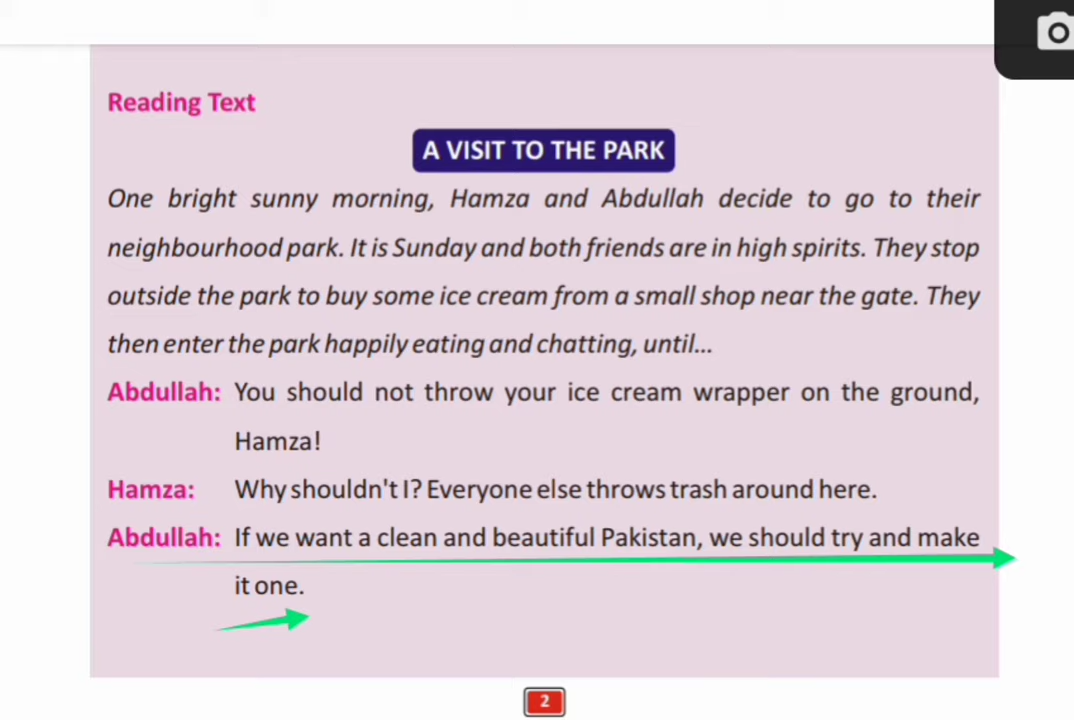 Reading Text
A VISIT TO THE PARK
One bright sunny morning, Hamza and Abdullah decide to go to their
neighbourhood park. It is Sunday and both friends are in high spirits. They stop
outside the park to buy some ice cream from a small shop near the gate. They
then enter the park happily eating and chatting, until...
Abdullah: You should not throw your ice cream wrapper on the ground,
Hamza!
Hamza: Why shouldn't I? Everyone else throws trash around here.
Abdullah: If we want a clean and beautiful Pakistan, we should try and make
it one.
2